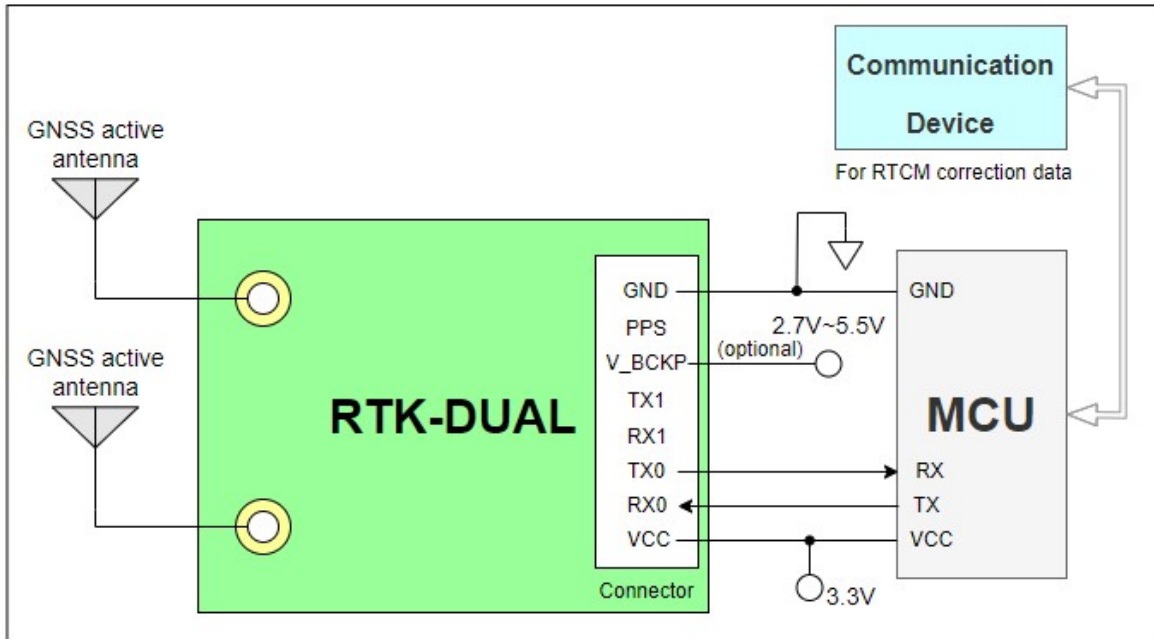 Communication
Device
For RTCM correction data
GNSS active
antenna
GNSS active
antenna
RTK-DUAL
GND
PPS
V_BCKP
TX1
RX1
TX0
RX0
VCC
Connector
2.7V~5.5V
(optional)
3.3V
GND
MCU
RX
TX
VCC